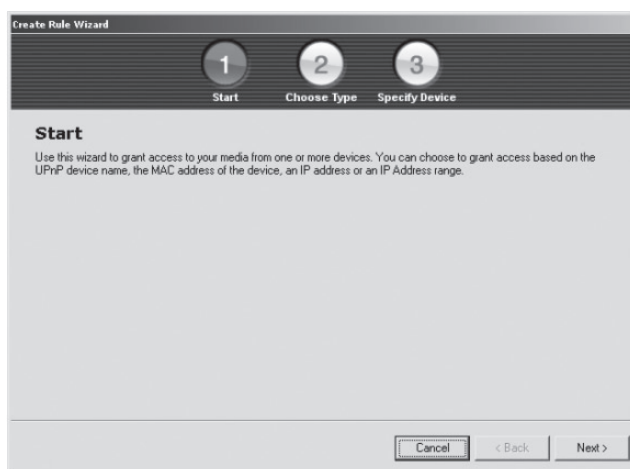 Create Rule Wizard
1 2 3
Start Choose Type Specify Device
Start
Use this wizard to grant access to your media from one or more devices. You can choose to grant access based on the
UPnP device name, the MAC address of the device, an IP address or an IP Address range.
Cancel < Back Next >